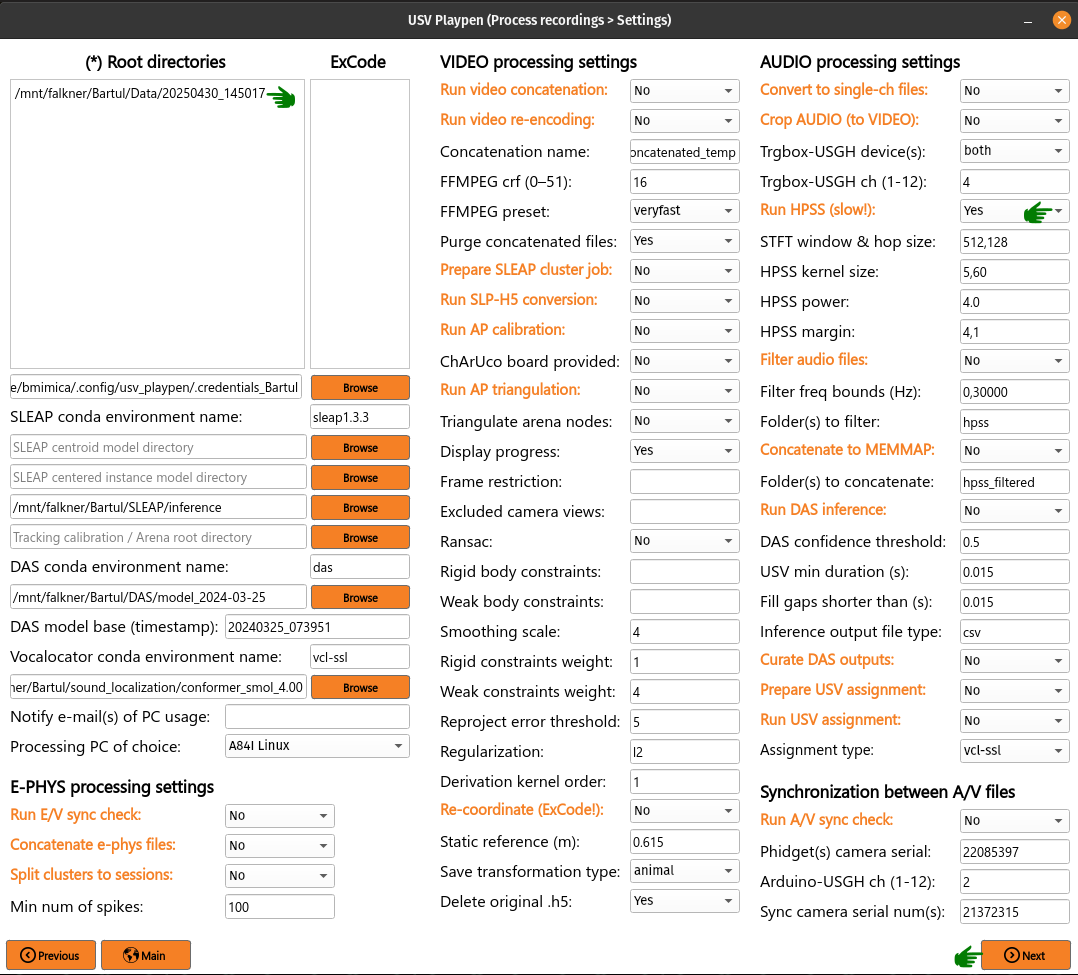 USV Playpen (Process recordings > Settings)
(*) Root directories
ExCode
/mnt/falkner/Bartul/Data/20250430_145017
e/bmimica/.config/usv_playpen/.credentials_Bartul
Browse
SLEAP conda environment name:
sleap1.3.3
SLEAP centroid model directory
Browse
SLEAP centered instance model directory
Browse
/mnt/falkner/Bartul/SLEAP/inference
Browse
Tracking calibration / Arena root directory
Browse
DAS conda environment name:
das
/mnt/falkner/Bartul/DAS/model_2024-03-25
Browse
DAS model base (timestamp):
20240325_073951
Vocalocator conda environment name:
vcl-ssl
ner/Bartul/sound_localization/conformer_smol_4.00
Browse
Notify e-mail(s) of PC usage:
Processing PC of choice:
A84I Linux
E-PHYS processing settings
Run E/V sync check:
No
Concatenate e-phys files:
No
Split clusters to sessions:
No
Min num of spikes:
100
VIDEO processing settings
Run video concatenation:
No
Run video re-encoding:
No
Concatenation name:
oncatenated_temp
FFMPEG crf (0–51):
16
FFMPEG preset:
veryfast
Purge concatenated files:
Yes
Prepare SLEAP cluster job:
No
Run SLP-H5 conversion:
No
Run AP calibration:
No
ChArUco board provided:
No
Run AP triangulation:
No
Triangulate arena nodes:
No
Display progress:
Yes
Frame restriction:
Excluded camera views:
Ransac:
No
Rigid body constraints:
Weak body constraints:
Smoothing scale:
4
Rigid constraints weight:
1
Weak constraints weight:
4
Reproject error threshold:
5
Regularization:
l2
Derivation kernel order:
1
Re-coordinate (ExCode!):
No
Static reference (m):
0.615
Save transformation type:
animal
Delete original .h5:
Yes
AUDIO processing settings
Convert to single-ch files:
No
Crop AUDIO (to VIDEO):
No
Trgbox-USGH device(s):
both
Trgbox-USGH ch (1-12):
4
Run HPSS (slow!):
Yes
STFT window & hop size:
512,128
HPSS kernel size:
5,60
HPSS power:
4.0
HPSS margin:
4,1
Filter audio files:
No
Filter freq bounds (Hz):
0,30000
Folder(s) to filter:
hpss
Concatenate to MEMMAP:
No
Folder(s) to concatenate:
hpss_filtered
Run DAS inference:
No
DAS confidence threshold:
0.5
USV min duration (s):
0.015
Fill gaps shorter than (s):
0.015
Inference output file type:
csv
Curate DAS outputs:
No
Prepare USV assignment:
No
Run USV assignment:
No
Assignment type:
vcl-ssl
Synchronization between A/V files
Run A/V sync check:
No
Phidget(s) camera serial:
22085397
Arduino-USGH ch (1-12):
2
Sync camera serial num(s):
21372315
Previous
Main
Next